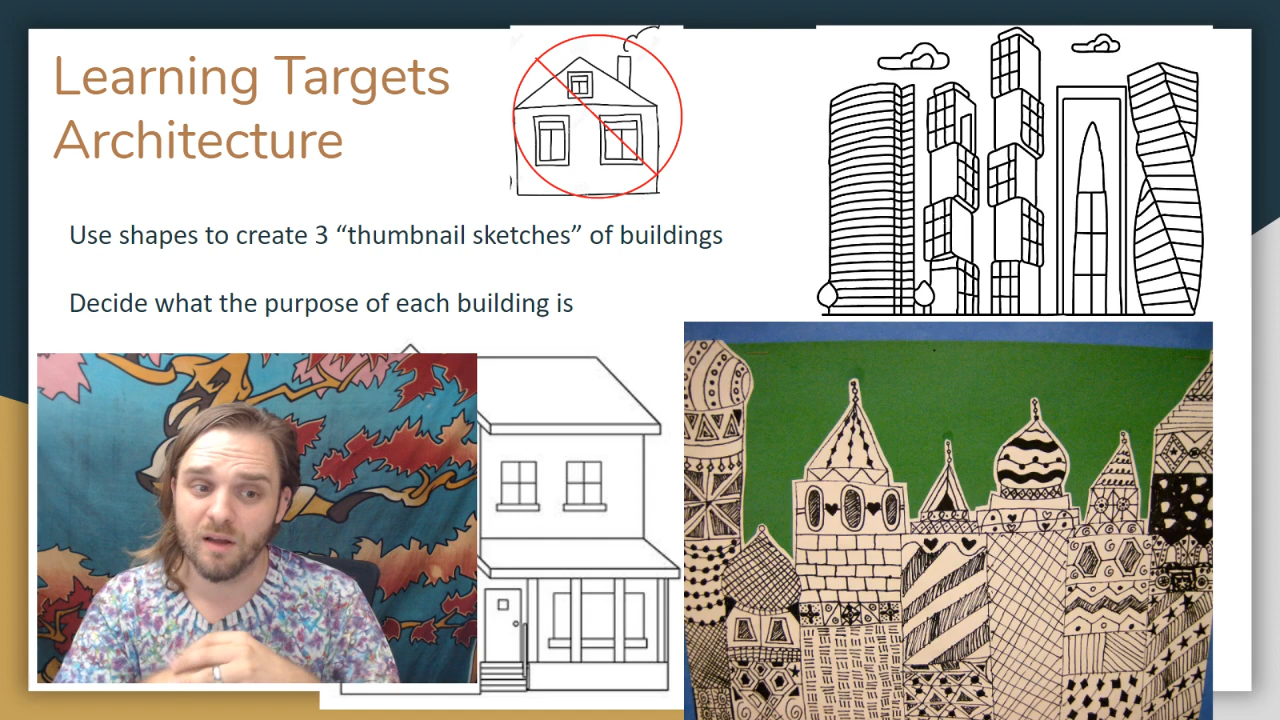 Learning Targets
Architecture
Use shapes to create 3 “thumbnail sketches” of buildings
Decide what the purpose of each building is